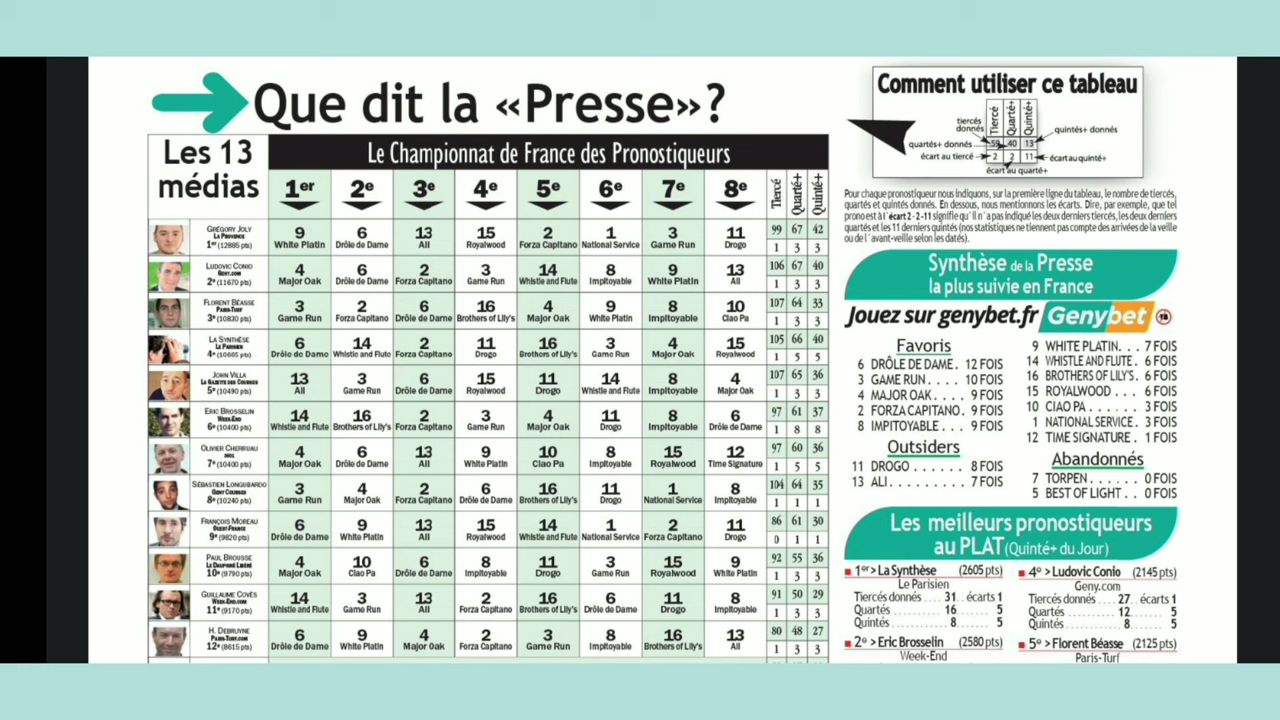 Que dit la «Presse»?
Les 13 médias
Le Championnat de France des Pronostiqueurs
1er 2e 3e 4e 5e 6e 7e 8e Tiercé Quarté+ Quinté+
GRÉGORY JOLY 9 6 13 15 2 1 3 11 99 67 42
LA PROVENCE
1er (12885 pts) White Platin Drôle de Dame All Royalwood Forza Capitano National Service Game Run Drogo 1 3 3
LUDOVIC CONIO 4 6 2 3 14 8 9 13 106 67 40
GENY.COM
2e (11670 pts) Major Oak Drôle de Dame Forza Capitano Game Run Whistle and Flute Impitoyable White Platin All 1 3 3
FLORENT BÉASSE 3 2 6 16 4 9 8 10 107 64 33
PARIS-TURF
3e (10830 pts) Game Run Forza Capitano Drôle de Dame Brothers of Lily's Major Oak White Platin Impitoyable Ciao Pa 1 3 3
LA SYNTHÈSE 6 14 2 11 16 3 4 15 105 66 40
LE PARISIEN
4e (10665 pts) Drôle de Dame Whistle and Flute Forza Capitano Drogo Brothers of Lily's Game Run Major Oak Royalwood 1 5 5
JOHN VILLA 13 3 6 15 11 14 8 4 107 65 36
LA GAZETTE DES COURSES
5e (10490 pts) All Game Run Drôle de Dame Royalwood Drogo Whistle and Flute Impitoyable Major Oak 1 3 3
ERIC BROSSELIN 14 16 2 3 4 11 8 6 97 61 37
WEEK-END
6e (10400 pts) Whistle and Flute Brothers of Lily's Forza Capitano Game Run Major Oak Drogo Impitoyable Drôle de Dame 1 8 8
OLIVIER CHERRUAU 4 6 13 9 10 8 15 12 97 60 36
7e (10400 pts) Major Oak Drôle de Dame All White Platin Ciao Pa Impitoyable Royalwood Time Signature 1 5 5
SÉBASTIEN LONGUBARDO 3 4 2 6 16 11 1 8 104 64 35
GENY COURSES
8e (10240 pts) Game Run Major Oak Forza Capitano Drôle de Dame Brothers of Lily's Drogo National Service Impitoyable 1 1 1
FRANÇOIS MOREAU 6 9 13 15 14 1 2 11 86 61 30
OUEST-FRANCE
9e (9820 pts) Drôle de Dame White Platin All Royalwood Whistle and Flute National Service Forza Capitano Drogo 0 1 1
PAUL BROUSSE 4 10 6 8 11 3 15 9 92 55 36
LE DAUPHINÉ LIBÉRÉ
10e (9790 pts) Major Oak Ciao Pa Drôle de Dame Impitoyable Drogo Game Run Royalwood White Platin 1 3 3
GUILLAUME COVÈS 14 3 13 2 16 6 11 8 91 50 29
WEEK-END.COM
11e (9170 pts) Whistle and Flute Game Run All Forza Capitano Brothers of Lily's Drôle de Dame Drogo Impitoyable 1 3 3
H. DEBRUYNE 6 9 4 2 3 8 16 13 80 48 27
PARIS-TURF.COM
12e (8615 pts) Drôle de Dame White Platin Major Oak Forza Capitano Game Run Impitoyable Brothers of Lily's All 1 3 3
Comment utiliser ce tableau
Tiercé Quarté+ Quinté+
tiercés donnés
quintés+ donnés
quartés+ donnés 59 40 13
écart au tiercé 2 2 11 écart au quinté+
écart au quarté+
Pour chaque pronostiqueur nous indiquons, sur la première ligne du tableau, le nombre de tiercés,
quartés et quintés donnés. En dessous, nous mentionnons les écarts. Dire, par exemple, que tel
prono est à l'écart 2-2-11 signifie qu'il n'a pas indiqué les deux derniers tiercés, les deux derniers
quartés et les 11 derniers quintés (nos statistiques ne tiennent pas compte des arrivées de la veille
ou de l'avant-veille selon les dates).
Synthèse de la Presse
la plus suivie en France
Jouez sur genybet.fr Genybet
Favoris
6 DRÔLE DE DAME. 12 FOIS
3 GAME RUN. . . . 10 FOIS
4 MAJOR OAK . . . 9 FOIS
2 FORZA CAPITANO. 9 FOIS
8 IMPITOYABLE . . . 9 FOIS
Outsiders
11 DROGO . . . . . . 8 FOIS
13 ALI. . . . . . . . . 7 FOIS
9 WHITE PLATIN. . . 7 FOIS
14 WHISTLE AND FLUTE . 6 FOIS
16 BROTHERS OF LILY'S. 6 FOIS
15 ROYALWOOD . . . 6 FOIS
10 CIAO PA . . . . . . 3 FOIS
1 NATIONAL SERVICE. 3 FOIS
12 TIME SIGNATURE . 1 FOIS
Abandonnés
7 TORPEN. . . . . . 0 FOIS
5 BEST OF LIGHT . . 0 FOIS
Les meilleurs pronostiqueurs
au PLAT (Quinté+ du Jour)
1er> La Synthèse (2605 pts)
Le Parisien
Tiercés donnés .... 31.. écarts 1
Quartés .......... 16 .......... 5
Quintés........... 8........... 5
2e > Eric Brosselin (2580 pts)
Week-End
4e > Ludovic Conio (2145 pts)
Geny.com
Tiercés donnés ... 27.. écarts 1
Quartés .......... 12........... 5
Quintés........... 8........... 5
5e > Florent Béasse (2125 pts)
Paris-Turf